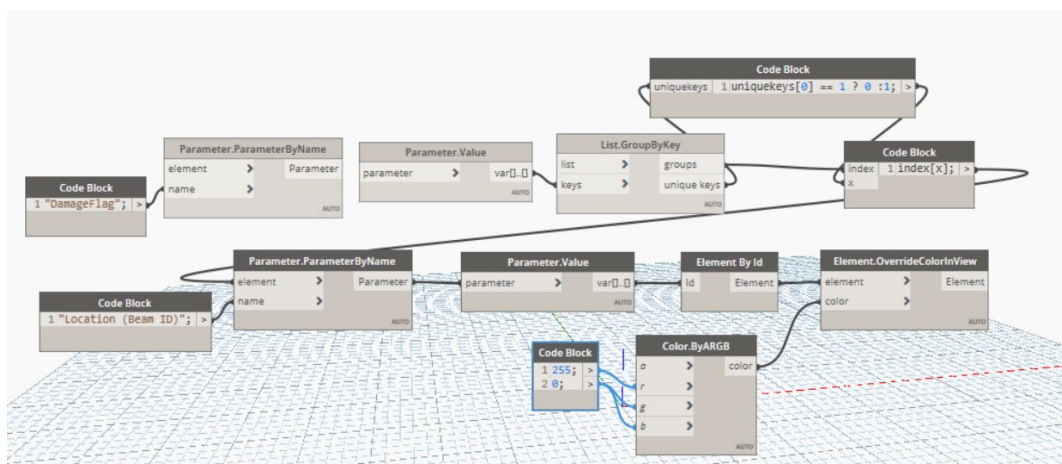 Code Block
uniquekeys 1 uniquekeys[0] == 1 ? 0 :1; >
Parameter.ParameterByName
element > Parameter
name >
AUTO
Parameter.Value
parameter > var[]..[]
AUTO
List.GroupByKey
list > groups
keys > unique keys
AUTO
Code Block
index 1 index[x]; >
x
Code Block
1 "DamageFlag"; >
Parameter.ParameterByName
element > Parameter
name >
AUTO
Parameter.Value
parameter > var[]..[]
AUTO
Element By Id
Id Element
AUTO
Element.OverrideColorInView
element > Element
color >
AUTO
Code Block
1 "Location (Beam ID)"; >
Code Block
1 255; >
2 0; >
Color.ByARGB
a > color
r >
g >
b >
AUTO